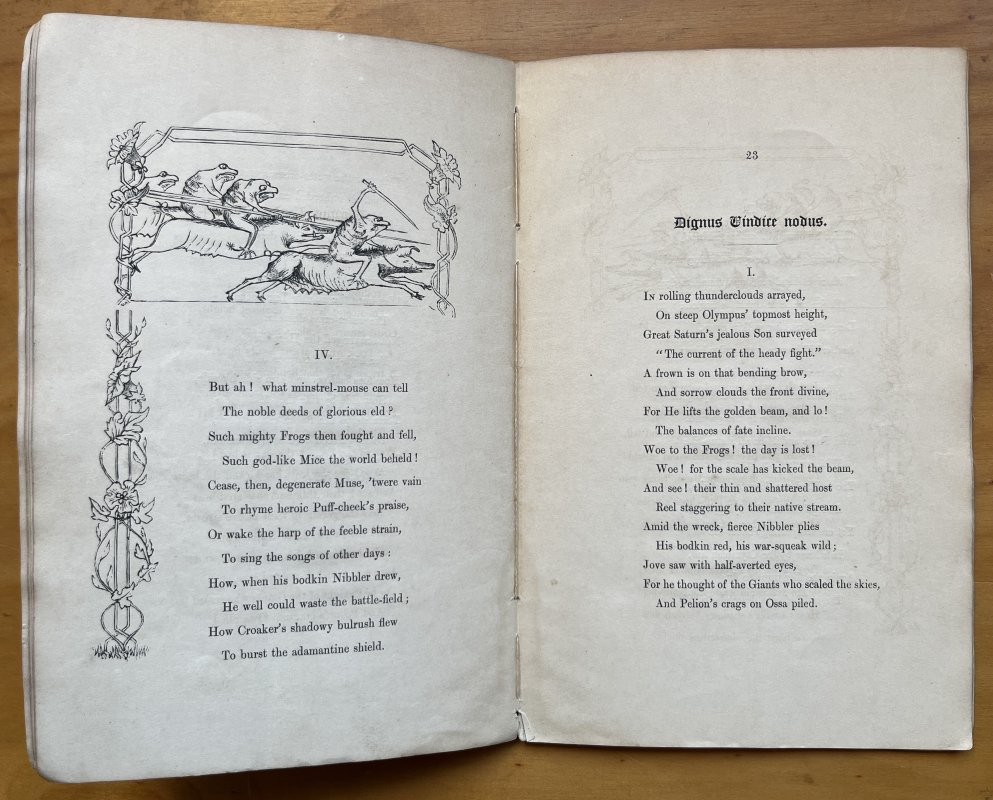 IV.
But ah! what minstrel-mouse can tell
The noble deeds of glorious eld?
Such mighty Frogs then fought and fell,
Such god-like Mice the world beheld!
Cease, then, degenerate Muse, 'twere vain
To rhyme heroic Puff-cheek's praise,
Or wake the harp of the feeble strain,
To sing the songs of other days:
How, when his bodkin Nibbler drew,
He well could waste the battle-field;
How Croaker's shadowy bulrush flew
To burst the adamantine shield.
23
Dignus Vindice nodus.
I.
IN rolling thunderclouds arrayed,
On steep Olympus' topmost height,
Great Saturn's jealous Son surveyed
"The current of the heady fight."
A frown is on that bending brow,
And sorrow clouds the front divine,
For He lifts the golden beam, and lo!
The balances of fate incline.
Woe to the Frogs! the day is lost!
Woe! for the scale has kicked the beam,
And see! their thin and shattered host
Reel staggering to their native stream.
Amid the wreck, fierce Nibbler plies
His bodkin red, his war-squeak wild;
Jove saw with half-averted eyes,
For he thought of the Giants who scaled the skies,
And Pelion's crags on Ossa piled.